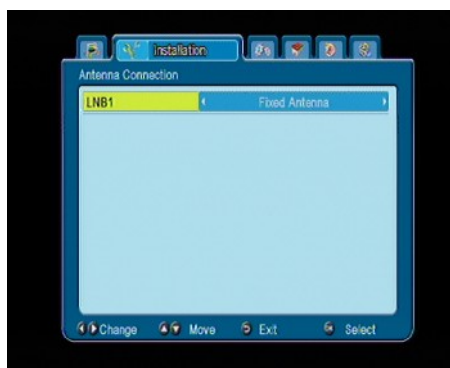 Installation
Antenna Connection
LNB1 Fixed Antenna
Change Move Exit Select